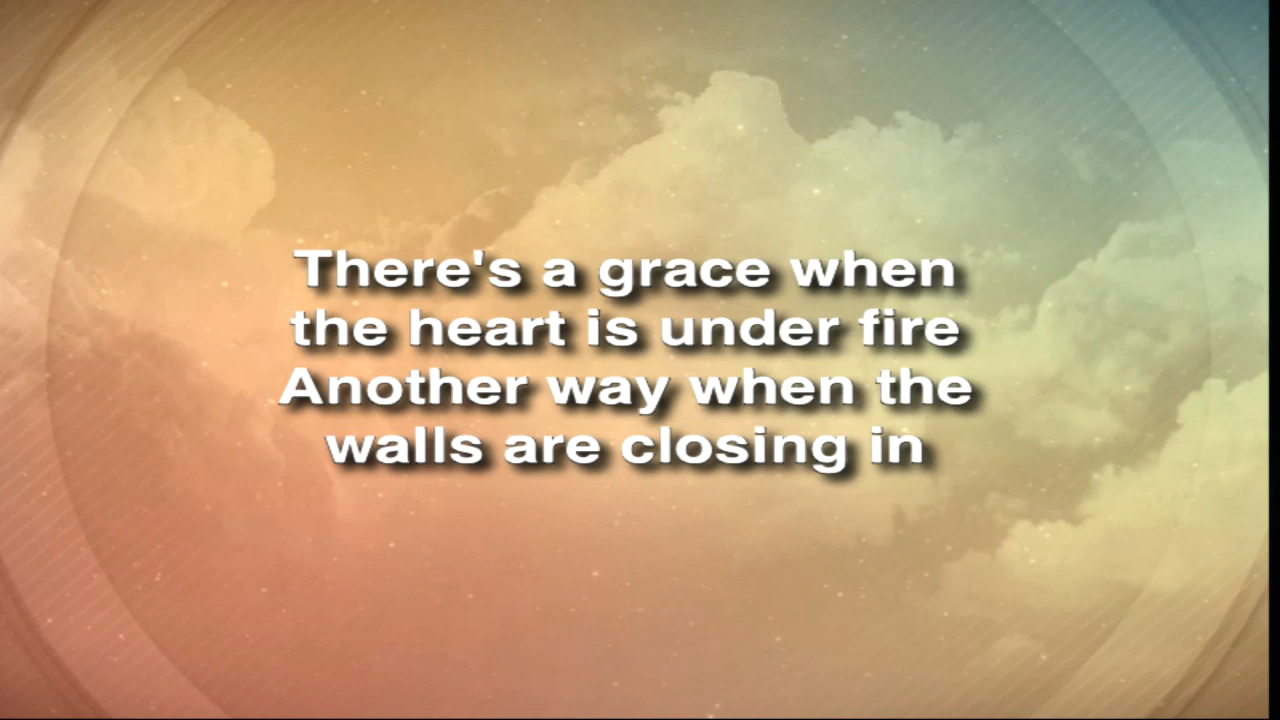 There's a grace when
the heart is under fire
Another way when the
walls are closing in